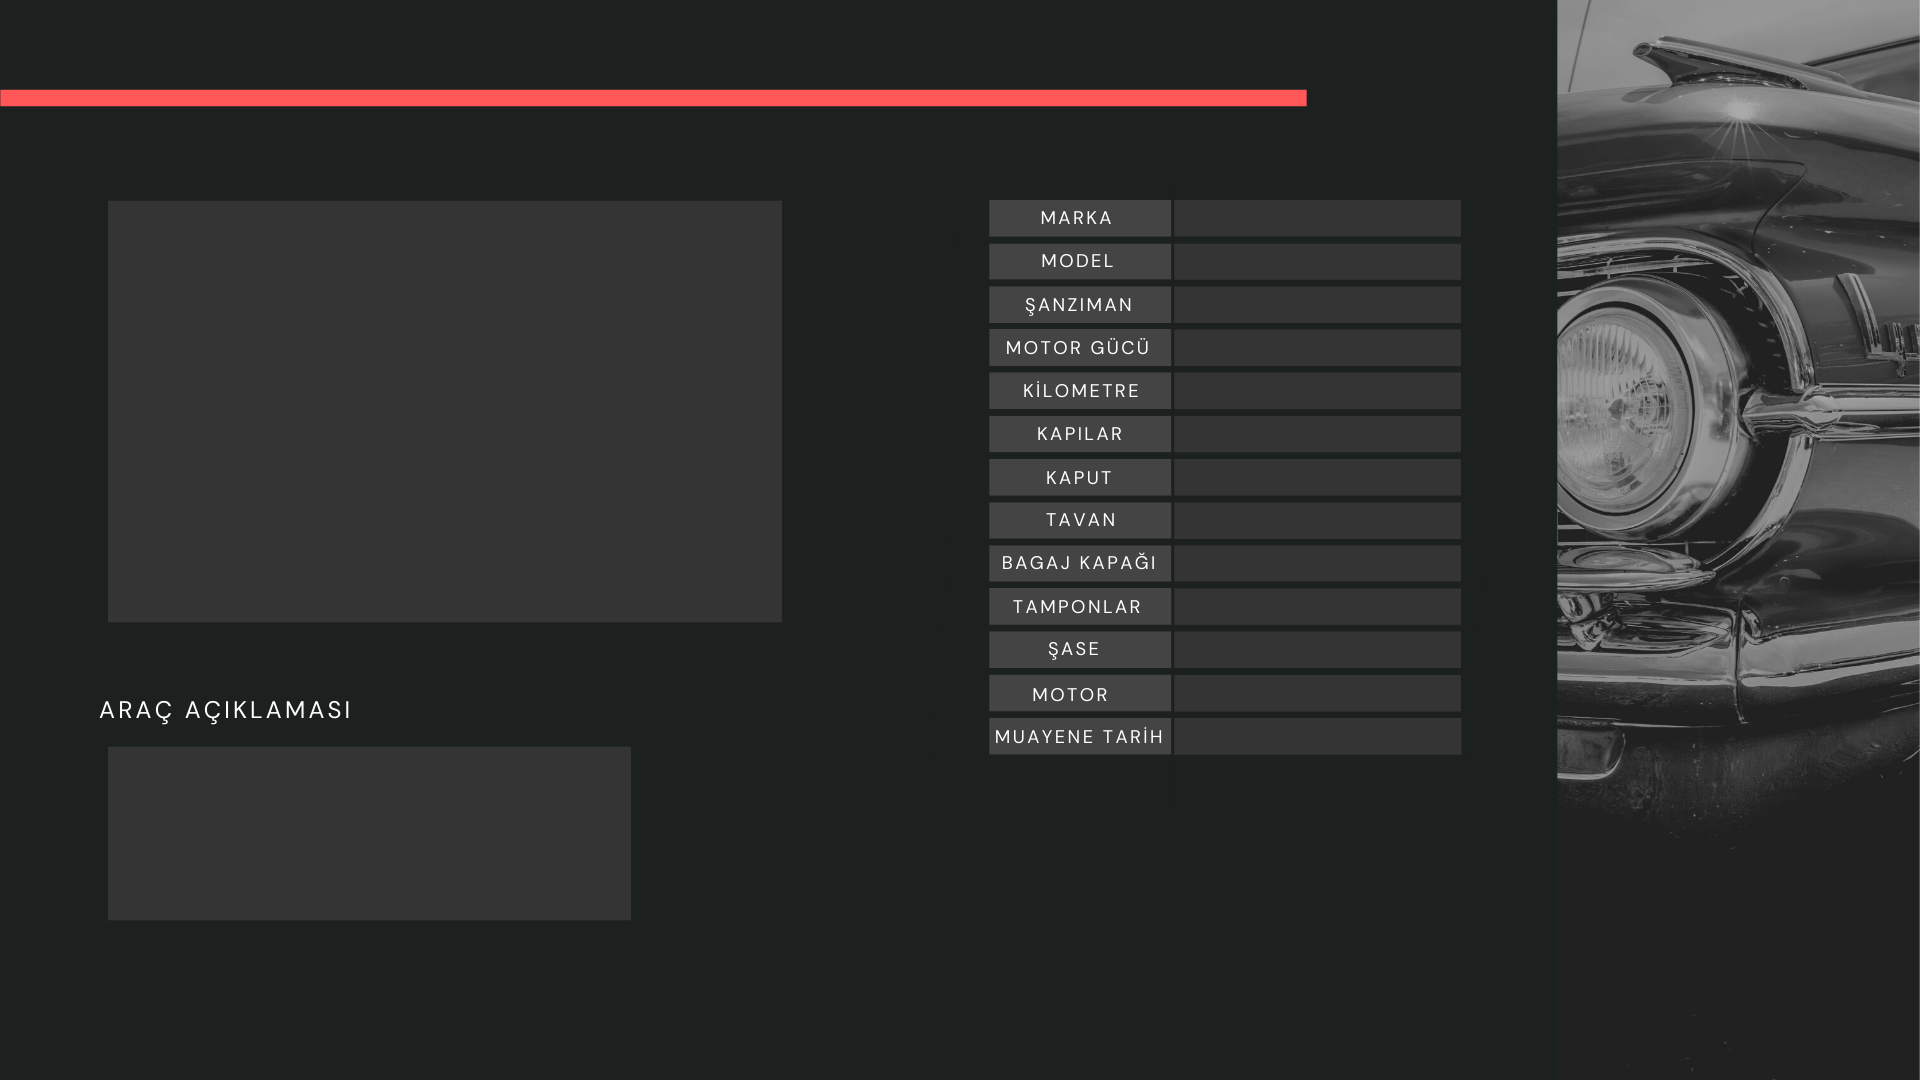 MARKA
MODEL
ŞANZIMAN
MOTOR GÜCÜ
KİLOMETRE
KAPILAR
KAPUT
TAVAN
BAGAJ KAPAĞI
TAMPONLAR
ŞASE
MOTOR
MUAYENE TARİH
ARAÇ AÇIKLAMASI